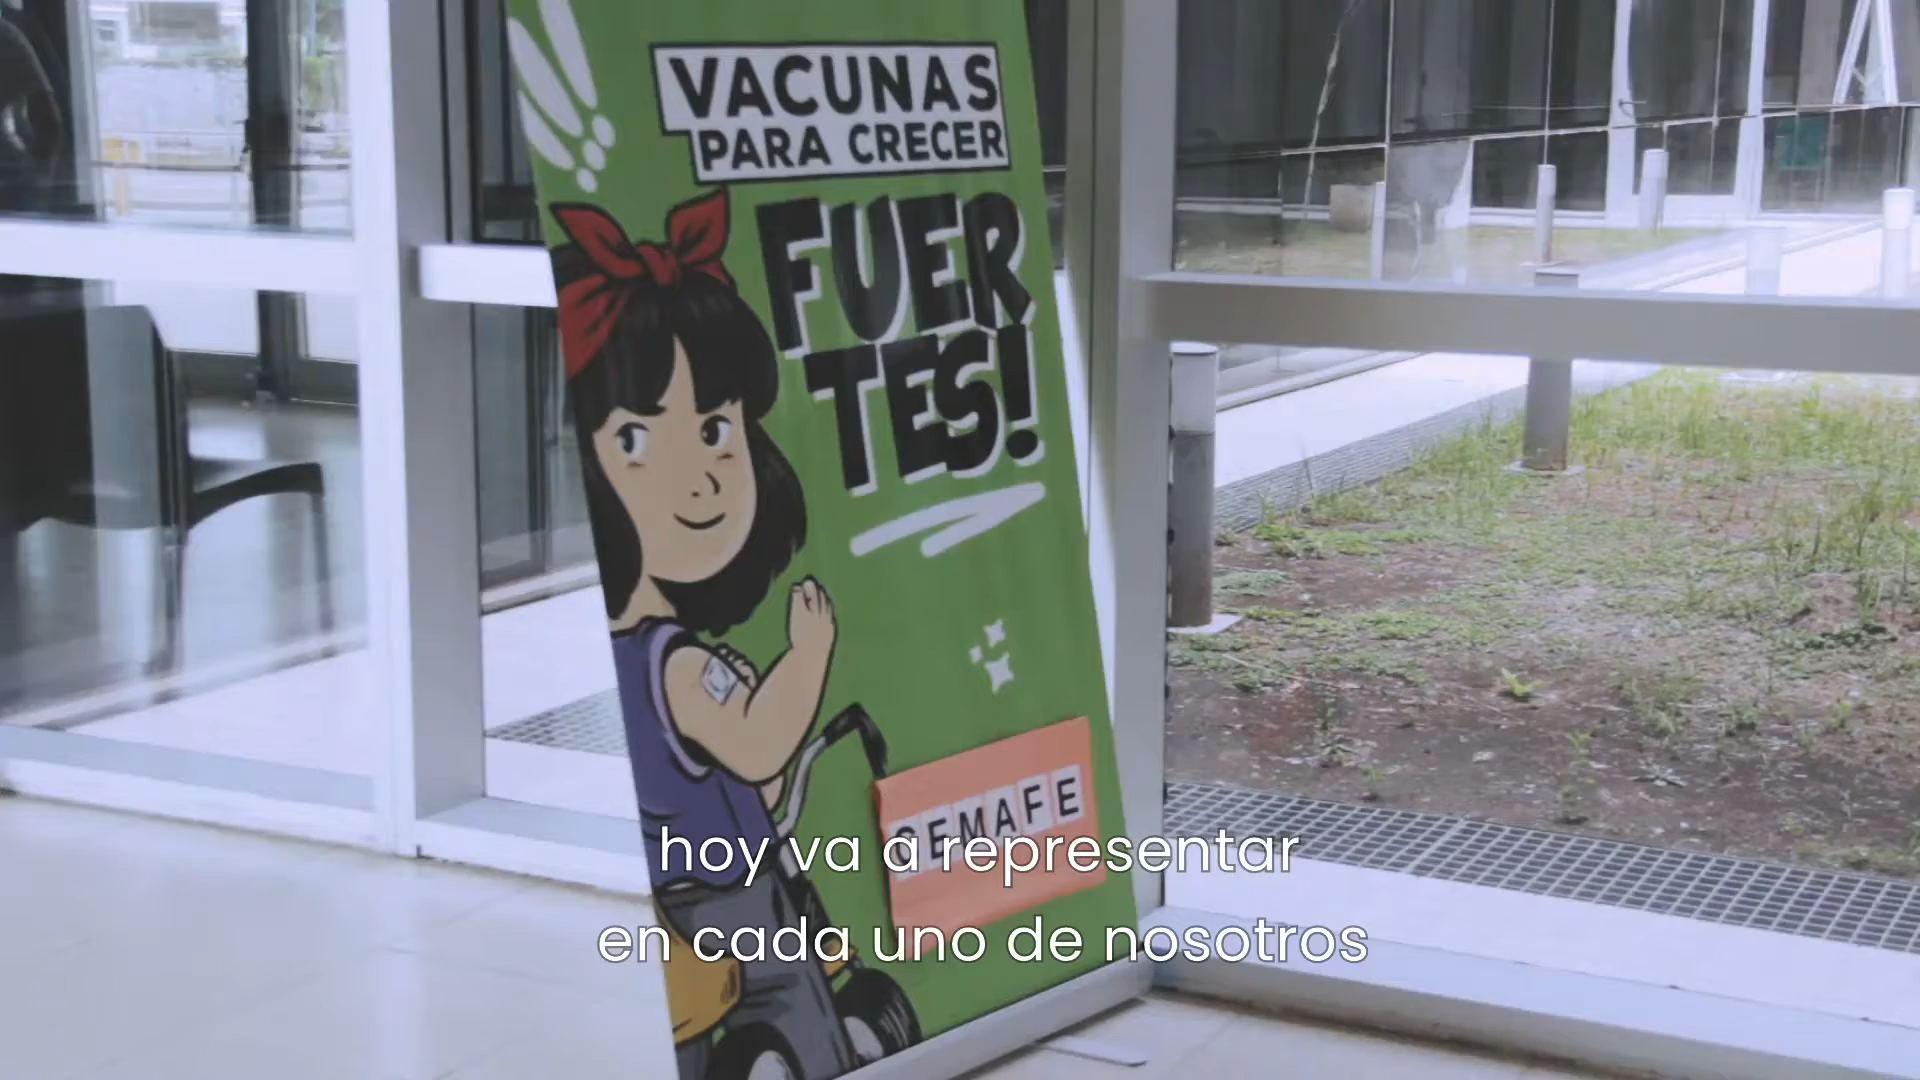 VACUNAS
PARA CRECER
FUER
TES!
CEMAFE
hoy va a representar
en cada uno de nosotros